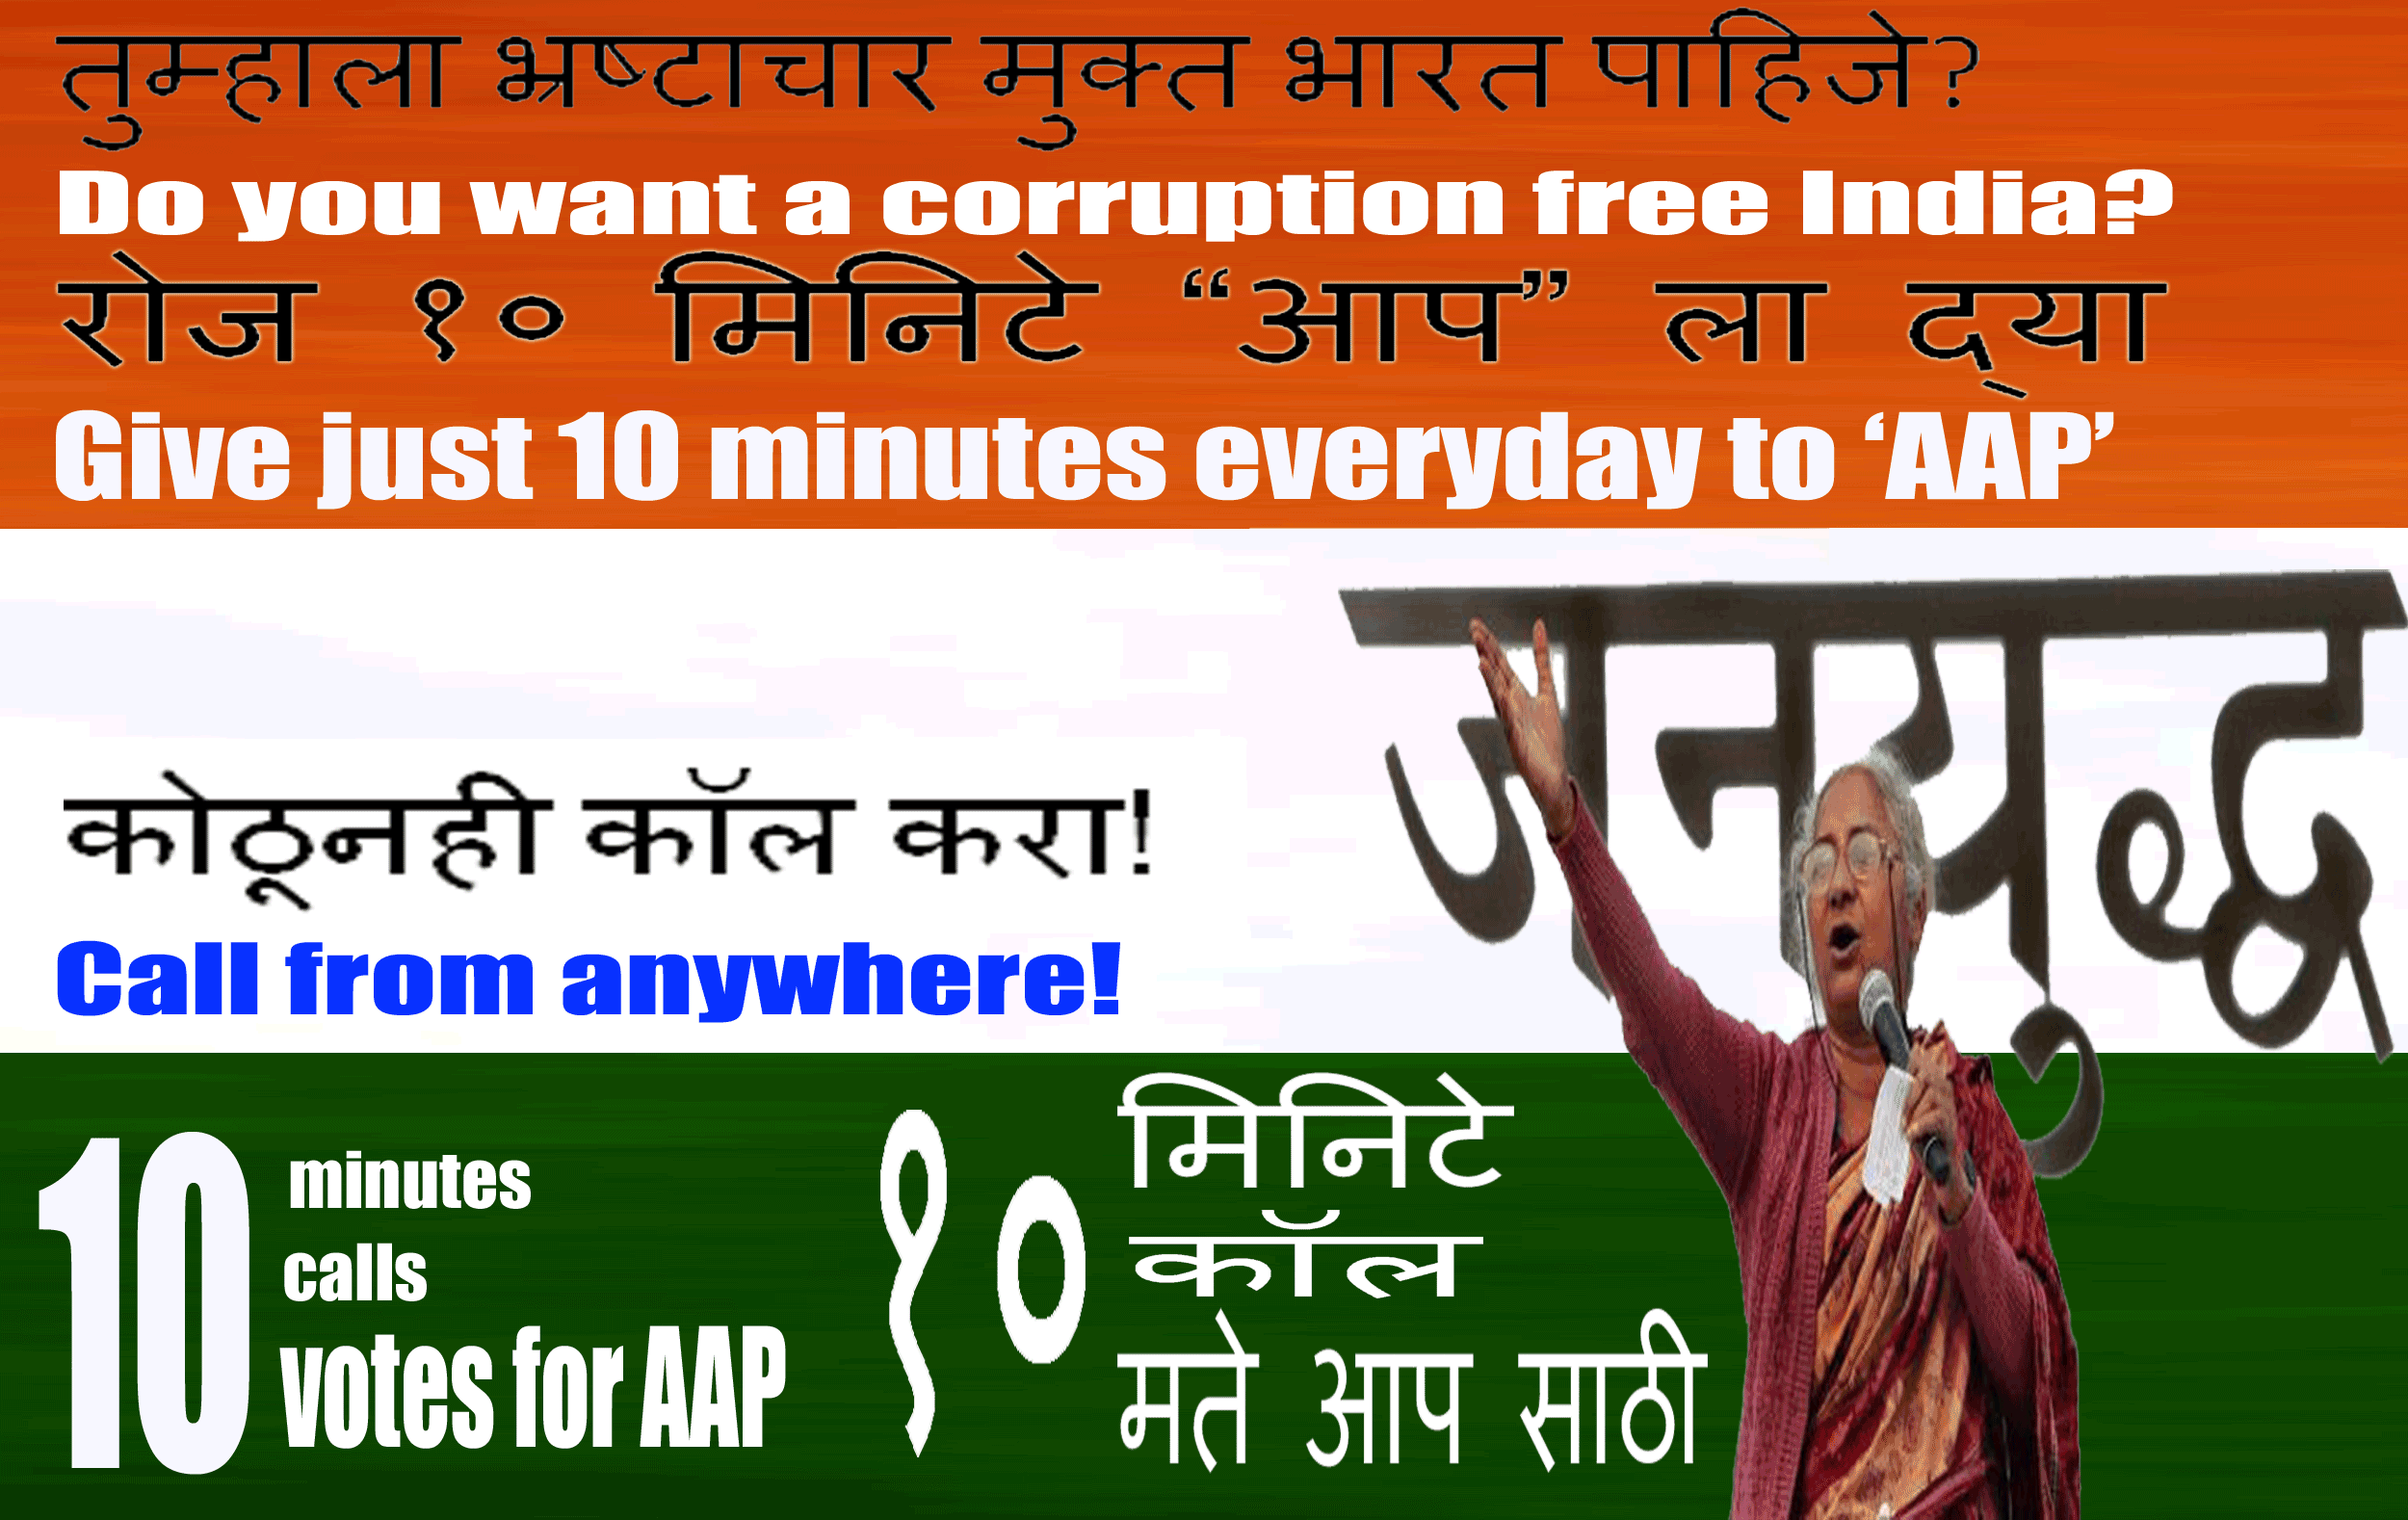 तुम्हाला भ्रष्टाचार मुक्त भारत पाहिजे?
Do you want a corruption free India?
रोज १० मिनिटे “आप” ला द्‍या
Give just 10 minutes everyday to ‘AAP’
जनयुद्ध
कोठूनही कॉल करा!
Call from anywhere!
10 minutes
calls
votes for AAP
१० मिनिटे
कॉल
मते आप साठी